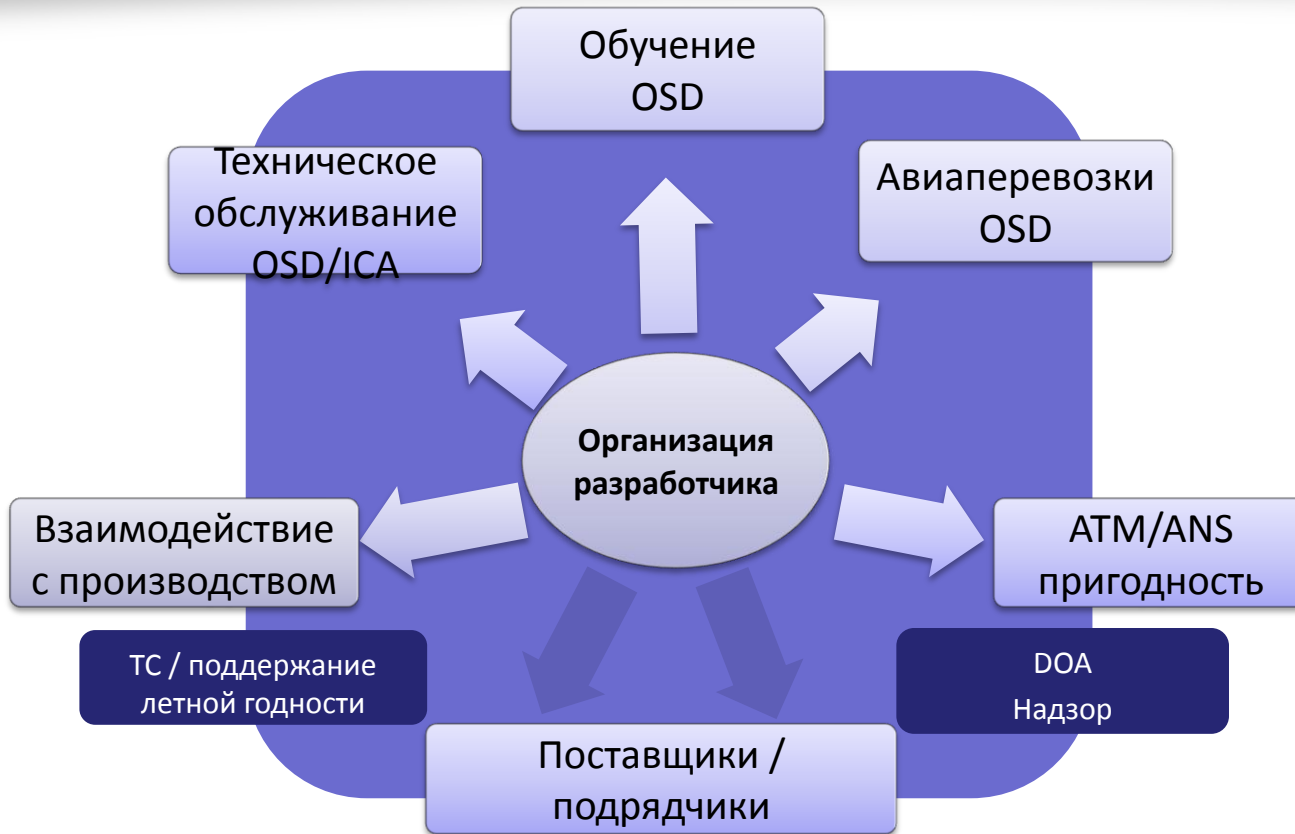 Обучение
OSD
Техническое
обслуживание
OSD/ICA
Авиаперевозки
OSD
Организация
разработчика
Взаимодействие
с производством
ATM/ANS
пригодность
ТС / поддержание
летной годности
DOA
Надзор
Поставщики /
подрядчики